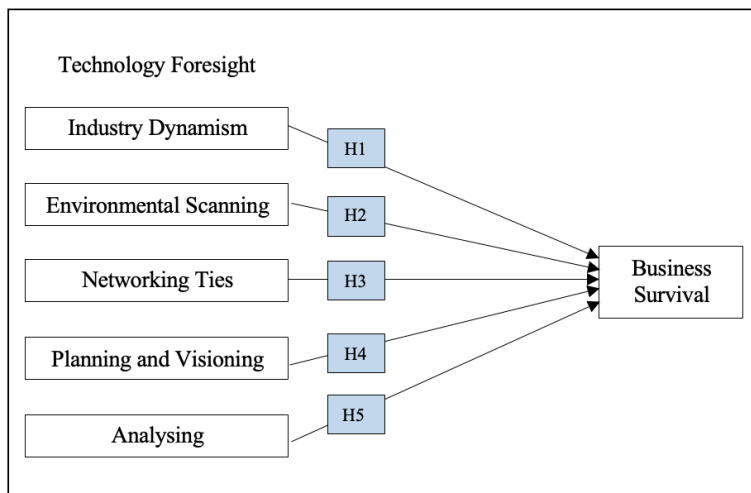 Technology Foresight
Industry Dynamism
H1
Environmental Scanning
H2
Networking Ties
H3
Business
Survival
Planning and Visioning
H4
Analysing
H5